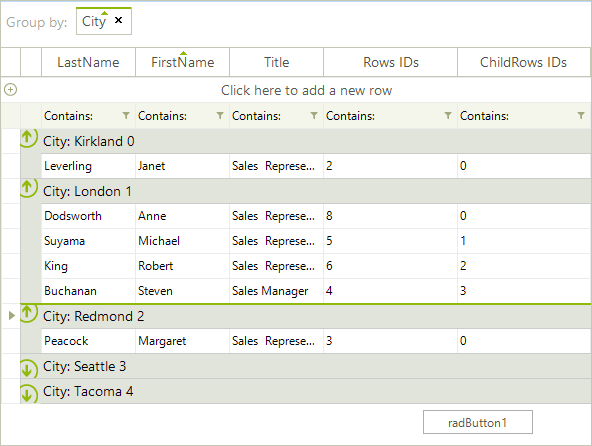 Group by: City ×
LastName FirstName Title Rows IDs ChildRows IDs
Click here to add a new row
Contains: Contains: Contains: Contains: Contains:
City: Kirkland 0
Leverling Janet Sales Represe... 2 0
City: London 1
Dodsworth Anne Sales Represe... 8 0
Suyama Michael Sales Represe... 5 1
King Robert Sales Represe... 6 2
Buchanan Steven Sales Manager 4 3
City: Redmond 2
Peacock Margaret Sales Represe... 3 0
City: Seattle 3
City: Tacoma 4
radButton1